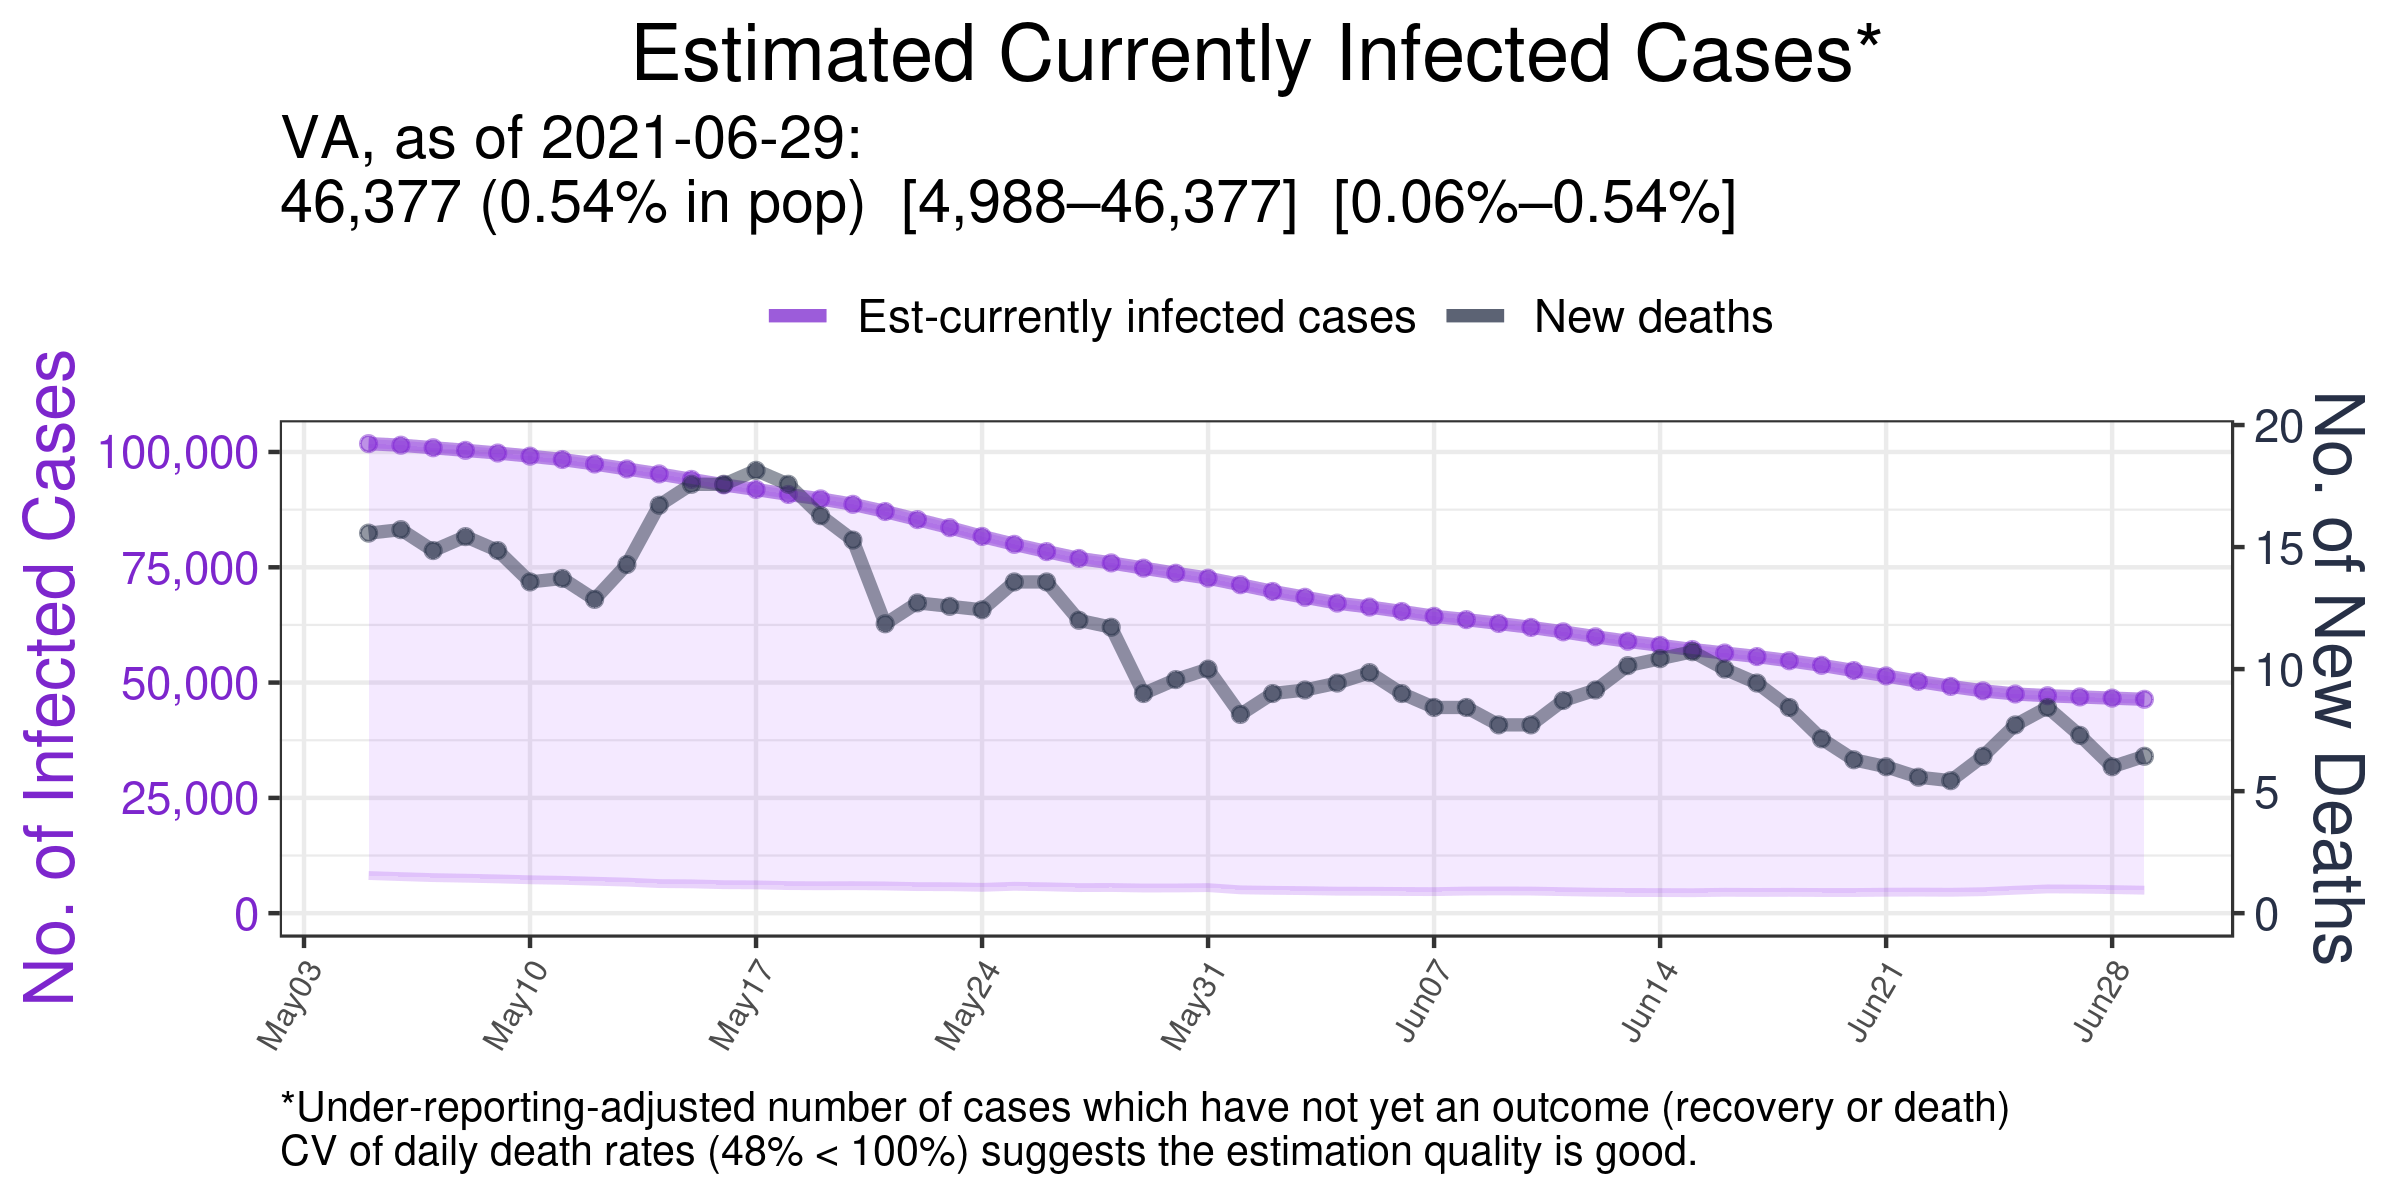 Estimated Currently Infected Cases*
VA, as of 2021-06-29:
46,377 (0.54% in pop)  [4,988–46,377]  [0.06%–0.54%]
Est-currently infected cases
New deaths
No. of Infected Cases
100,000
75,000
50,000
25,000
0
20
15
10
5
0
No. of New Deaths
May03
May10
May17
May24
May31
Jun07
Jun14
Jun21
Jun28
*Under-reporting-adjusted number of cases which have not yet an outcome (recovery or death)
CV of daily death rates (48% < 100%) suggests the estimation quality is good.